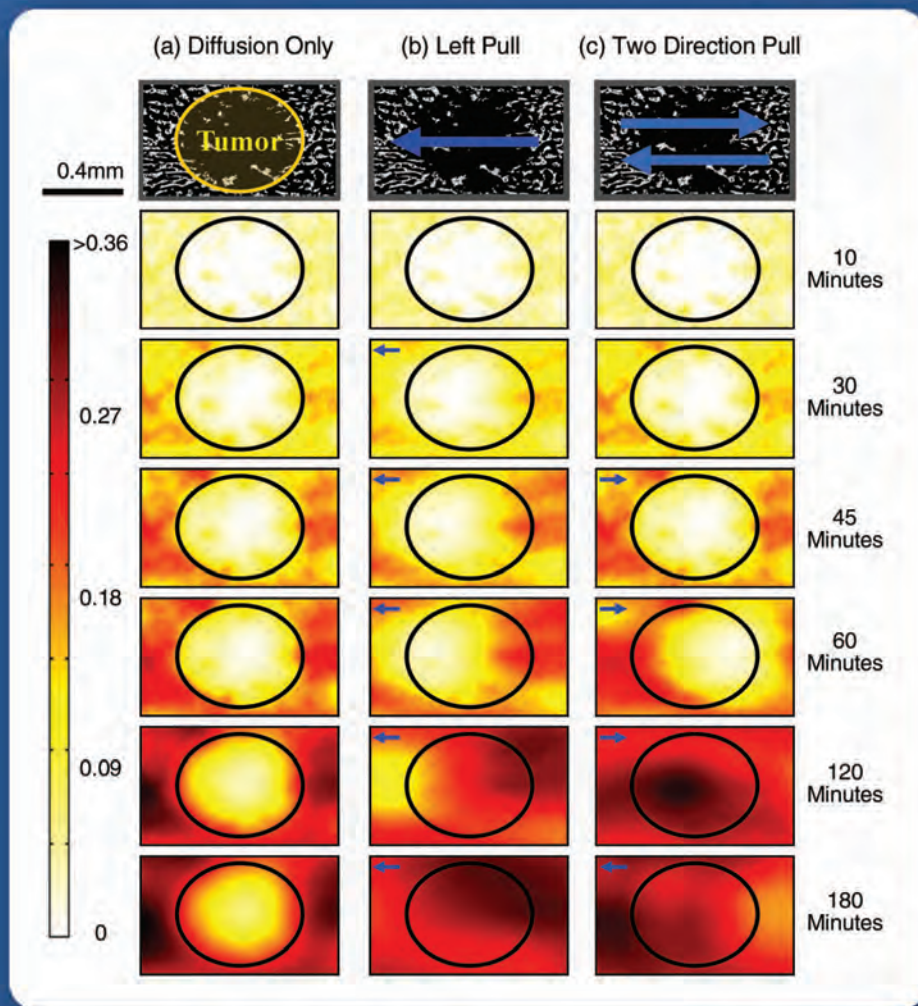 (a) Diffusion Only
(b) Left Pull
(c) Two Direction Pull
Tumor
0.4mm
>0.36
0.27
0.18
0.09
0
10
Minutes
30
Minutes
45
Minutes
60
Minutes
120
Minutes
180
Minutes